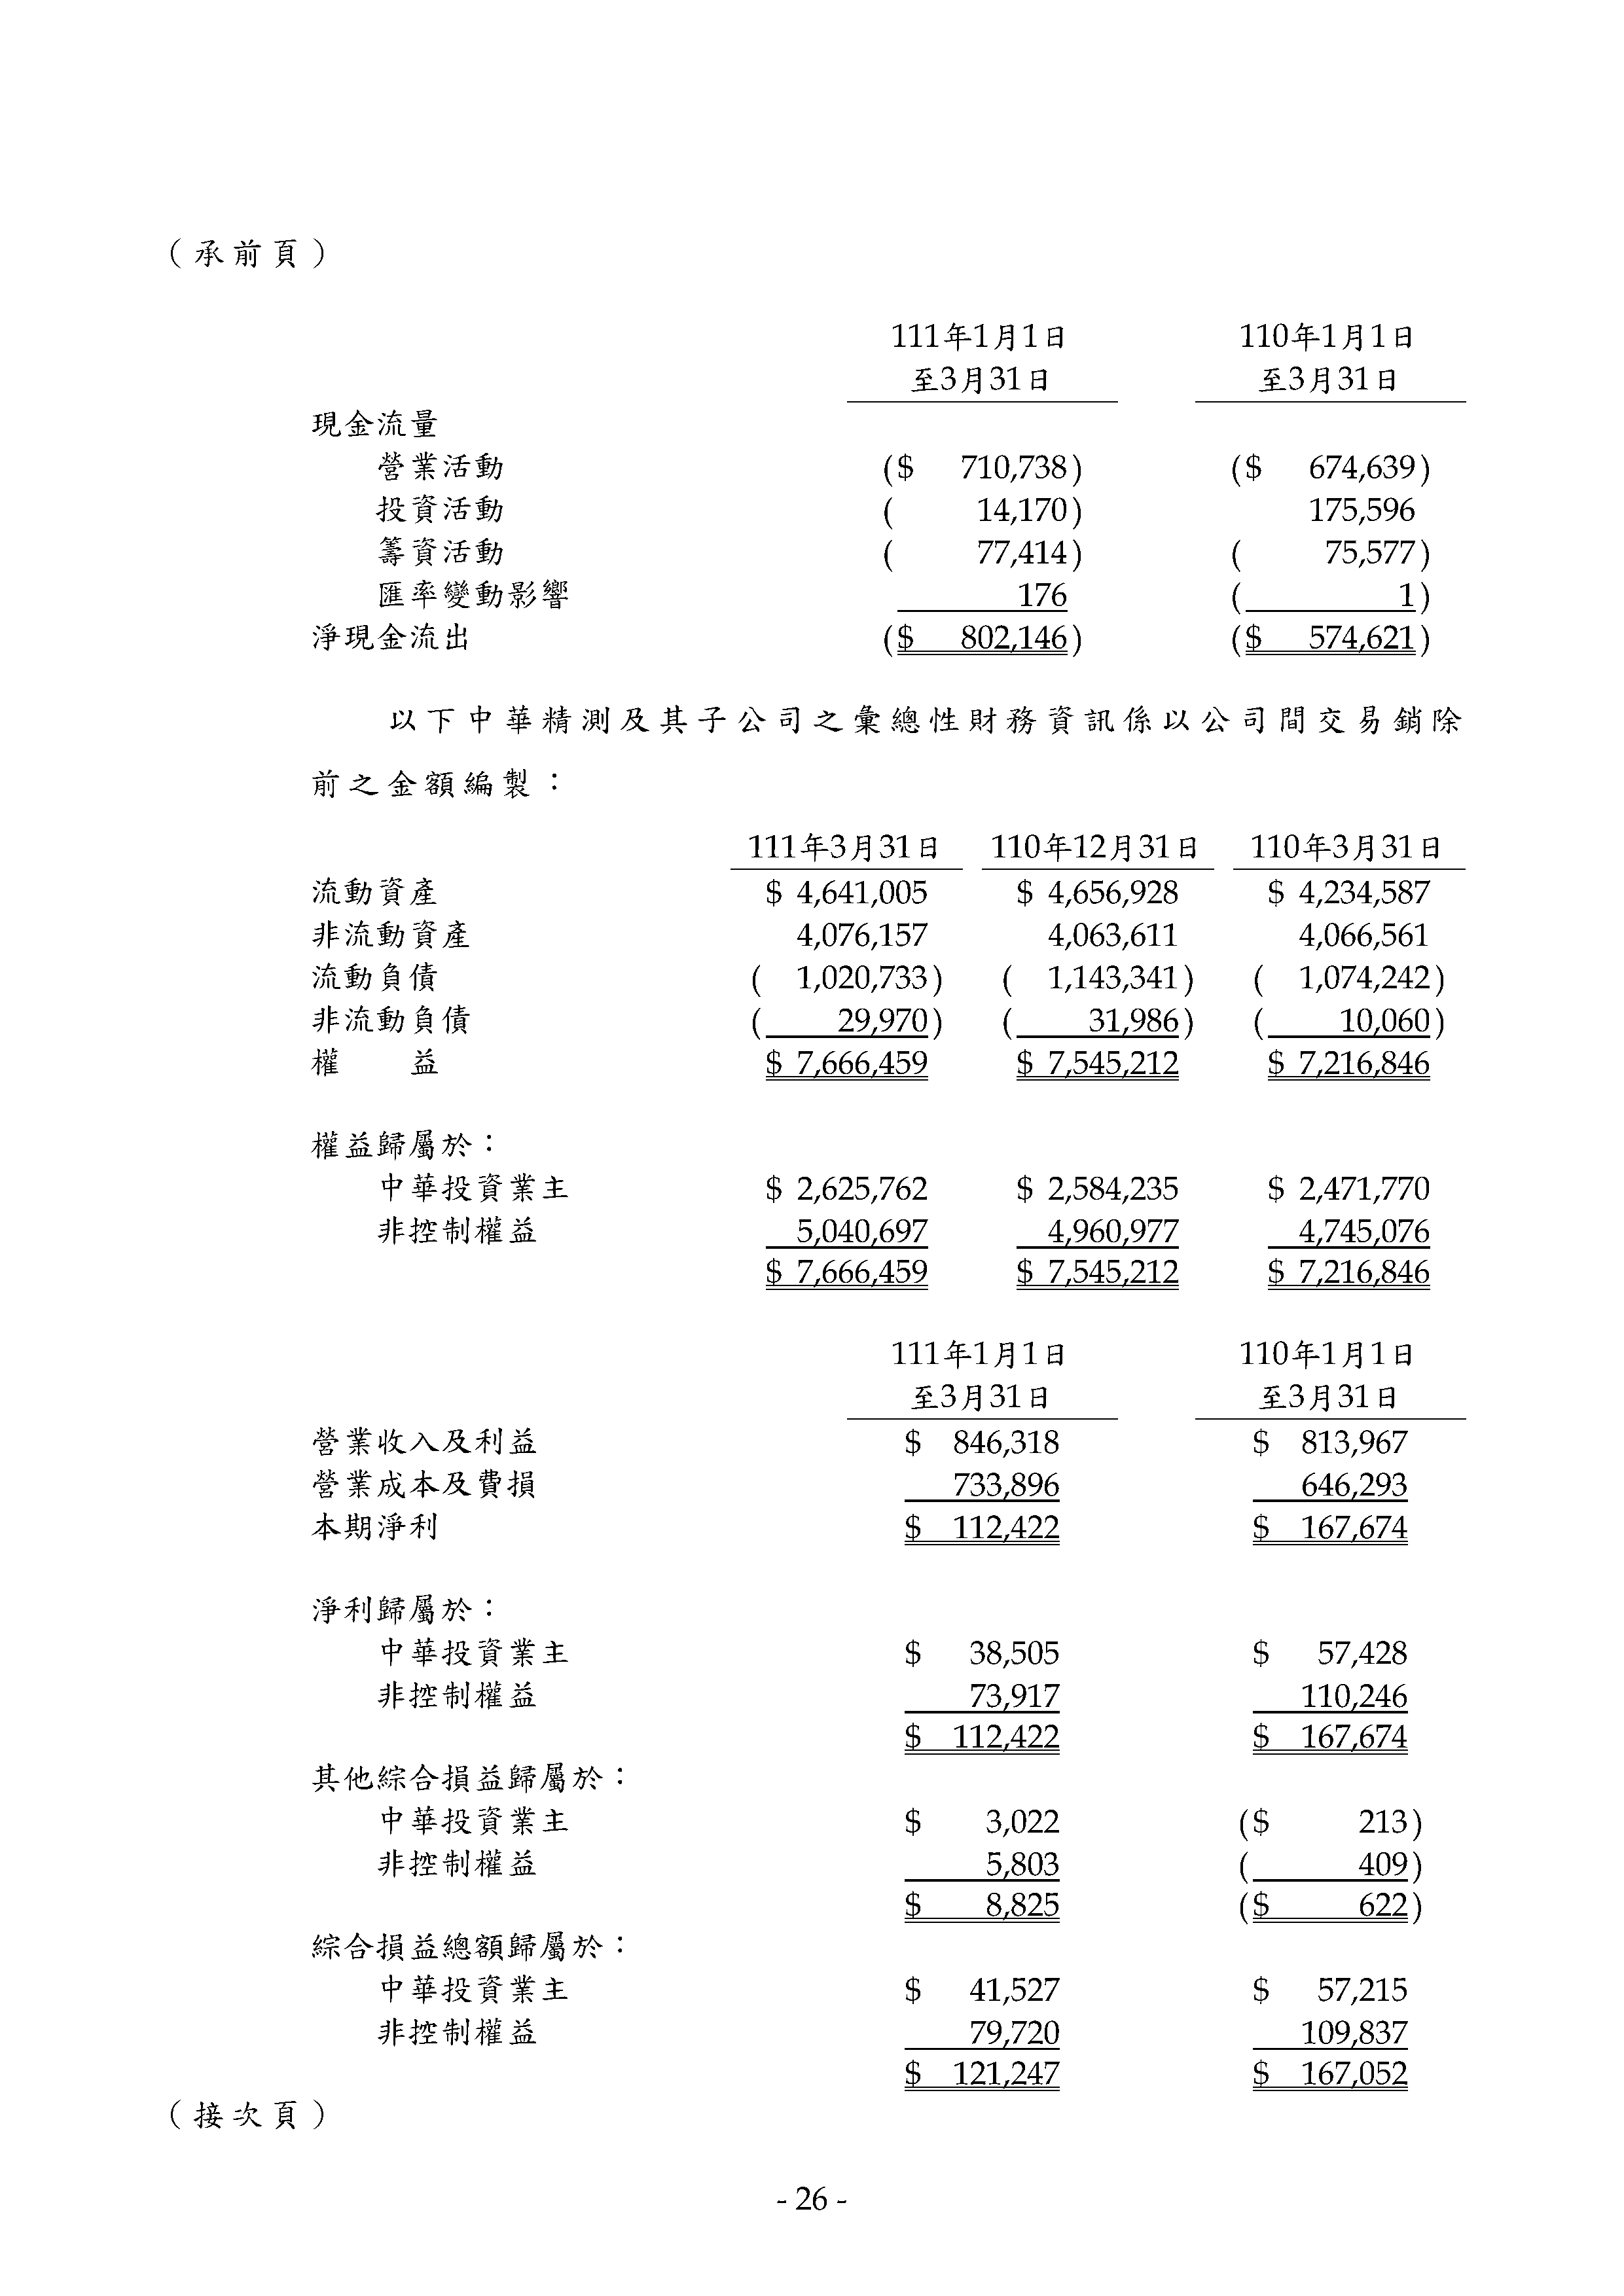 （承前頁）
111年1月1日 110年1月1日
至3月31日 至3月31日
現金流量
營業活動 ($ 710,738) ($ 674,639)
投資活動 ( 14,170) 175,596
籌資活動 ( 77,414) ( 75,577)
匯率變動影響 176 ( 1)
淨現金流出 ($ 802,146) ($ 574,621)
以下中華精測及其子公司之彙總性財務資訊係以公司間交易銷除
前之金額編製：
111年3月31日 110年12月31日 110年3月31日
流動資產 $ 4,641,005 $ 4,656,928 $ 4,234,587
非流動資產 4,076,157 4,063,611 4,066,561
流動負債 ( 1,020,733) ( 1,143,341) ( 1,074,242)
非流動負債 ( 29,970) ( 31,986) ( 10,060)
權　　益 $ 7,666,459 $ 7,545,212 $ 7,216,846
權益歸屬於：
中華投資業主 $ 2,625,762 $ 2,584,235 $ 2,471,770
非控制權益 5,040,697 4,960,977 4,745,076
$ 7,666,459 $ 7,545,212 $ 7,216,846
111年1月1日 110年1月1日
至3月31日 至3月31日
營業收入及利益 $ 846,318 $ 813,967
營業成本及費損 733,896 646,293
本期淨利 $ 112,422 $ 167,674
淨利歸屬於：
中華投資業主 $ 38,505 $ 57,428
非控制權益 73,917 110,246
$ 112,422 $ 167,674
其他綜合損益歸屬於：
中華投資業主 $ 3,022 ($ 213)
非控制權益 5,803 ( 409)
$ 8,825 ($ 622)
綜合損益總額歸屬於：
中華投資業主 $ 41,527 $ 57,215
非控制權益 79,720 109,837
$ 121,247 $ 167,052
（接次頁）
- 26 -